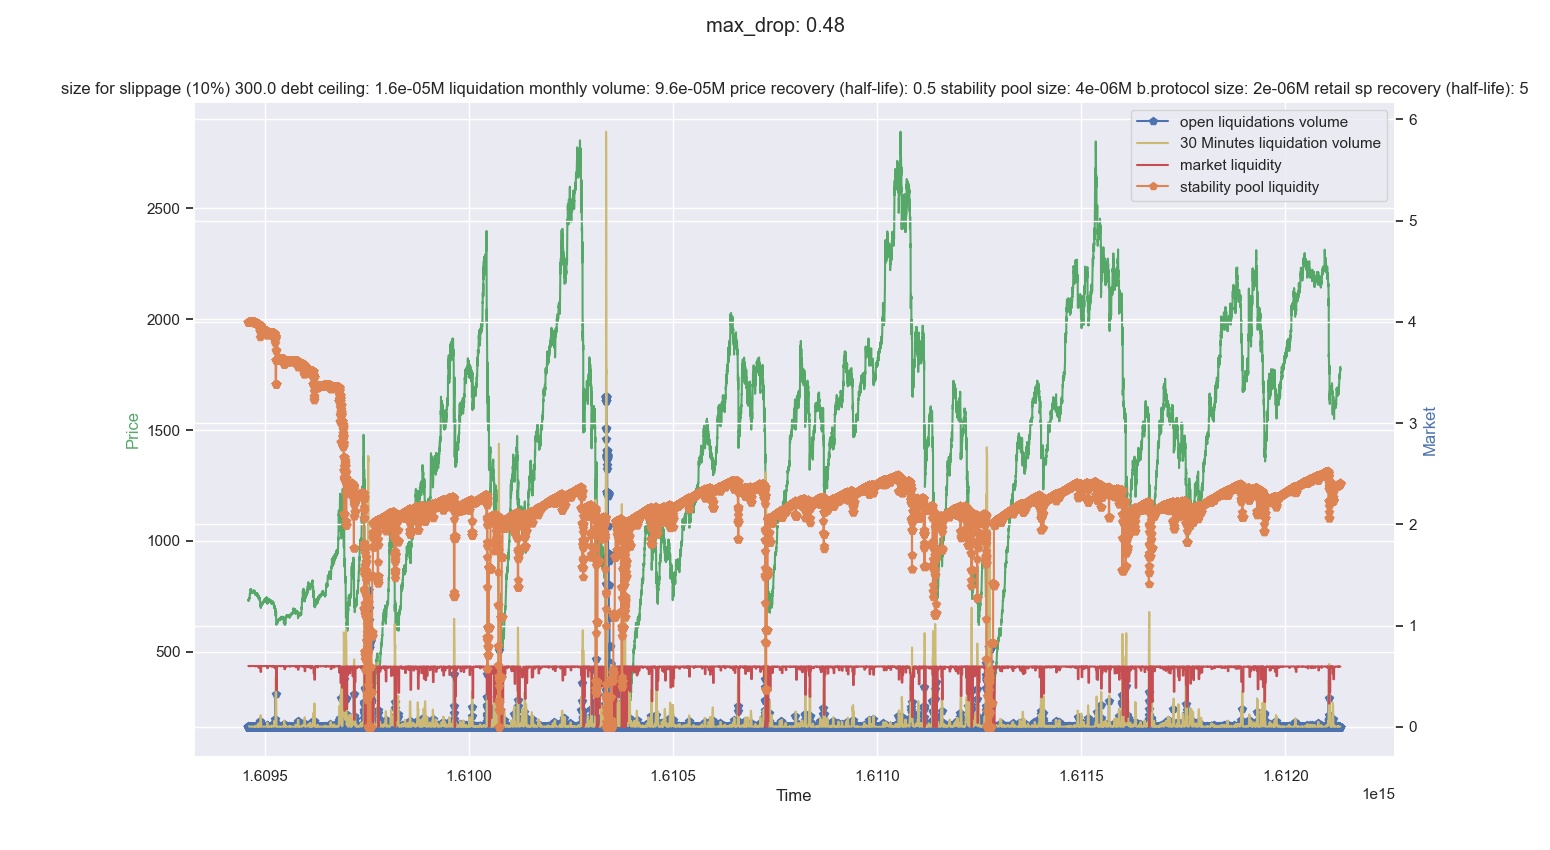 max_drop: 0.48
size for slippage (10%) 300.0 debt ceiling: 1.6e-05M liquidation monthly volume: 9.6e-05M price recovery (half-life): 0.5 stability pool size: 4e-06M b.protocol size: 2e-06M retail sp recovery (half-life): 5
open liquidations volume
30 Minutes liquidation volume
market liquidity
stability pool liquidity
2500
2000
1500
1000
500
Price
6
5
4
3
2
1
0
Market
1.6095
1.6100
1.6105
1.6110
1.6115
1.6120
1e15
Time